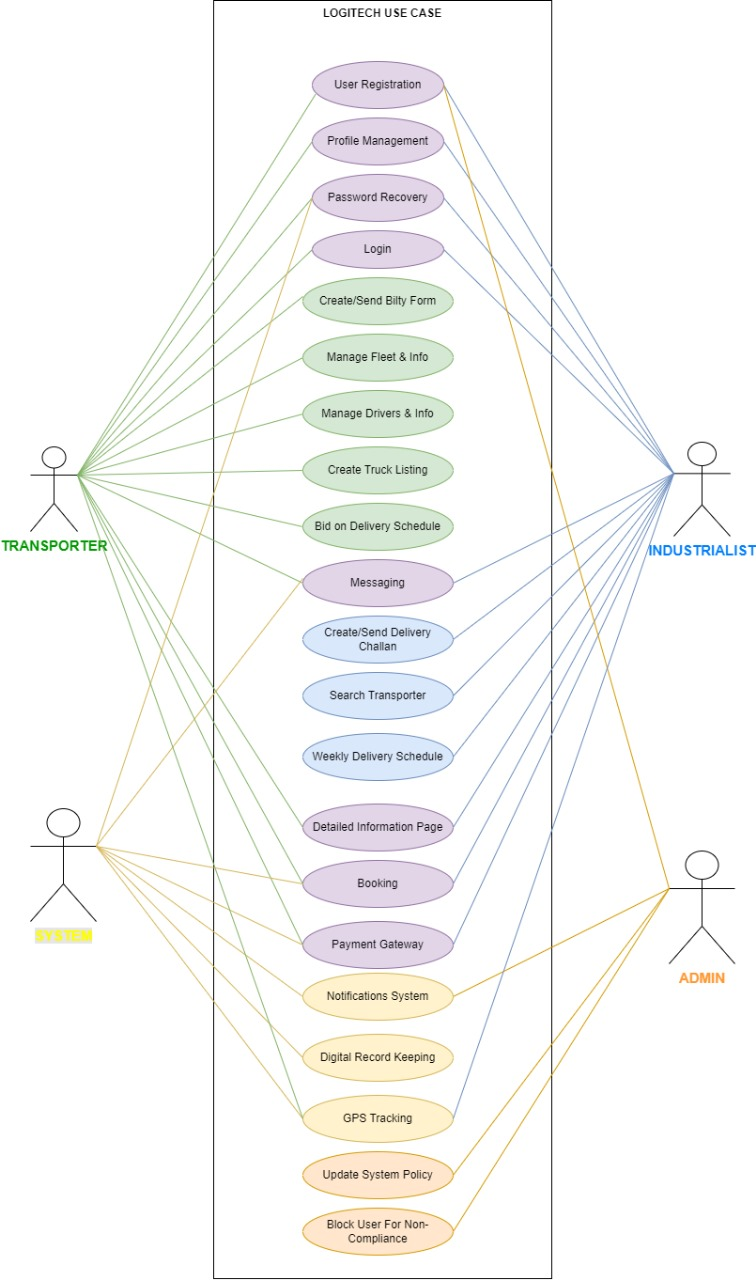 LOGITECH USE CASE
User Registration
Profile Management
Password Recovery
Login
Create/Send Bilty Form
Manage Fleet & Info
Manage Drivers & Info
Create Truck Listing
Bid on Delivery Schedule
TRANSPORTER
INDUSTRIALIST
Messaging
Create/Send Delivery
Challan
Search Transporter
Weekly Delivery Schedule
Detailed Information Page
Booking
SYSTEM
Payment Gateway
ADMIN
Notifications System
Digital Record Keeping
GPS Tracking
Update System Policy
Block User For Non-
Compliance